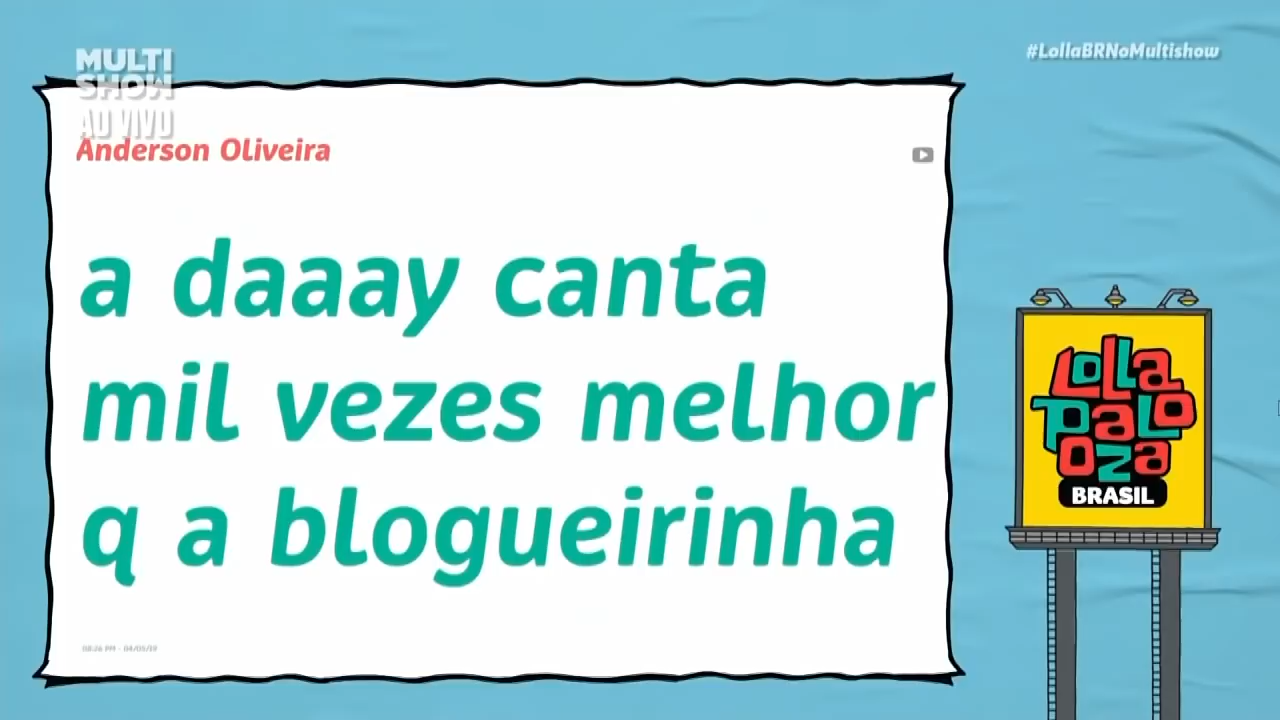 MULTI
SHOW
AO VIVO
#LollaBRNoMultishow
Anderson Oliveira
a daaay canta
mil vezes melhor
q a blogueirinha
LOLLA
PALO
OZA
BRASIL